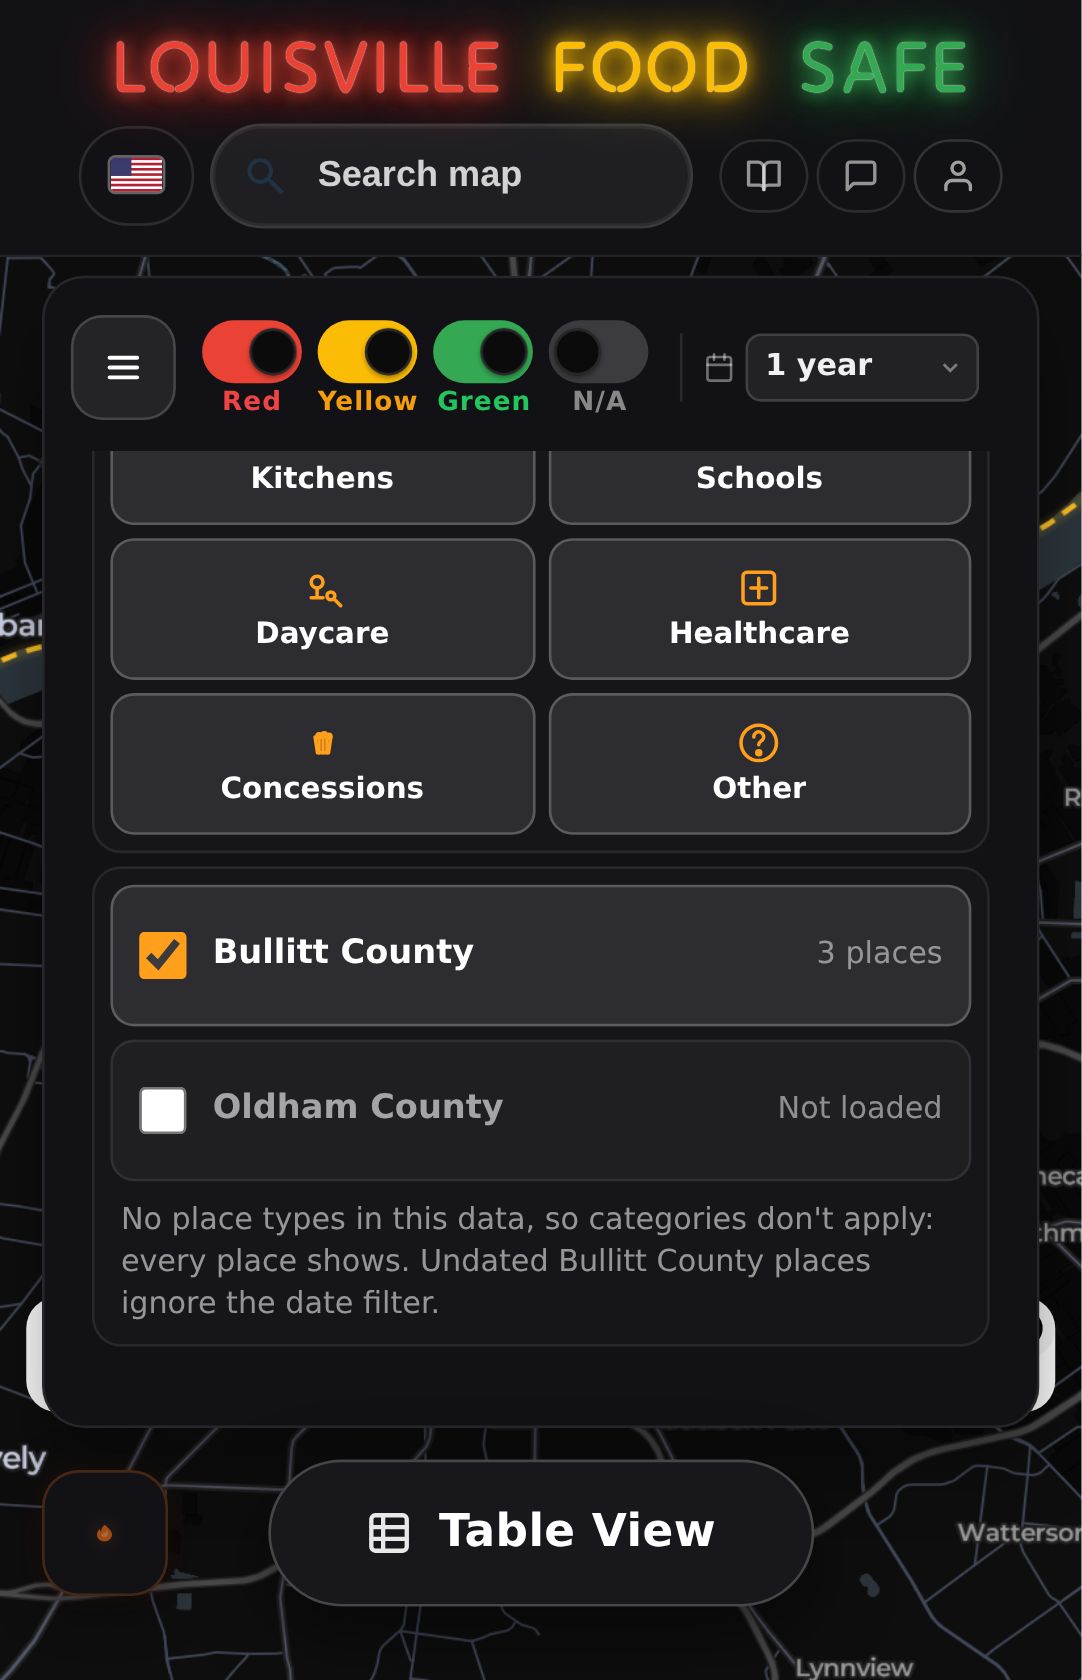 LOUISVILLE FOOD SAFE
Search map
Red
Yellow
Green
N/A
1 year
Kitchens
Schools
Daycare
Healthcare
Concessions
Other
Bullitt County
3 places
Oldham County
Not loaded
No place types in this data, so categories don't apply:
every place shows. Undated Bullitt County places
ignore the date filter.
Table View
Lynnview